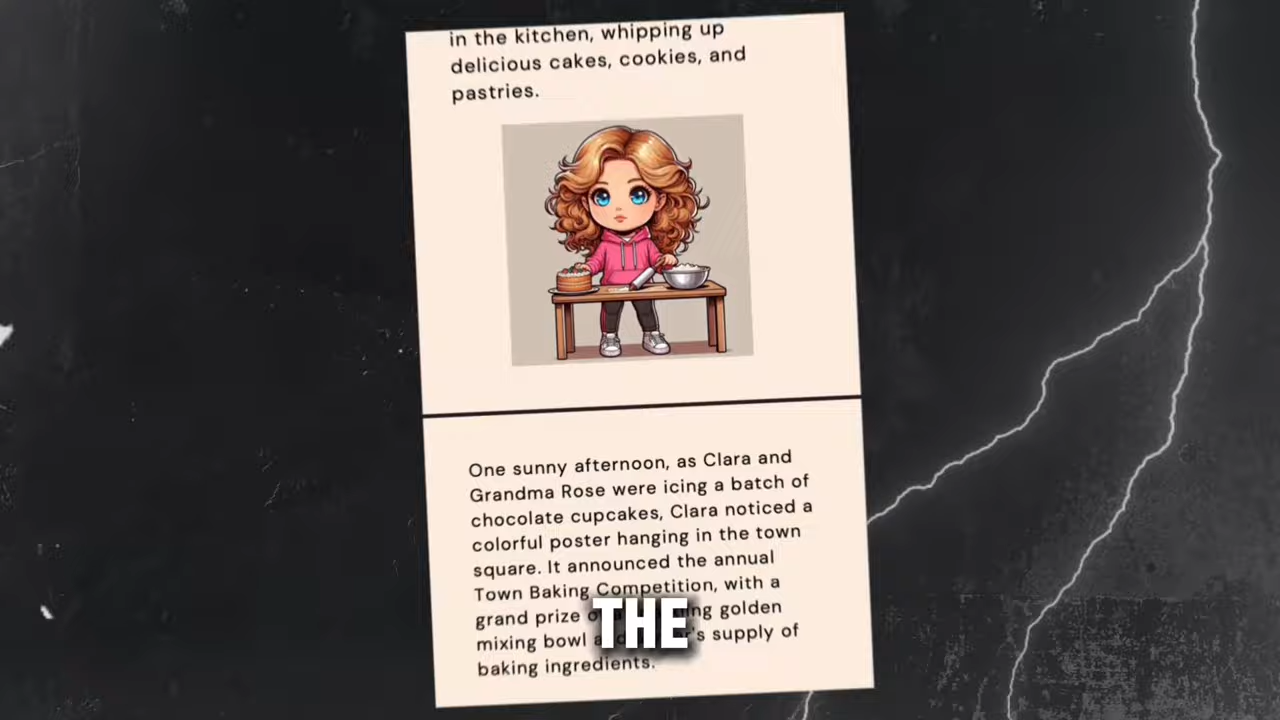 in the kitchen, whipping up
delicious cakes, cookies, and
pastries.
One sunny afternoon, as Clara and
Grandma Rose were icing a batch of
chocolate cupcakes, Clara noticed a
colorful poster hanging in the town
square. It announced the annual
Town Baking Competition, with a
grand prize golden
mixing bowl supply of
baking ingredients.
THE